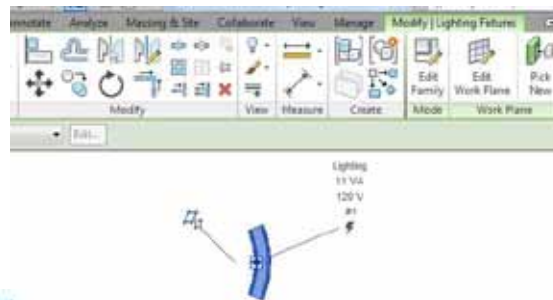 Annotate Analyze Massing & Site Collaborate View Manage Modify | Lighting Fixtures
Edit Family
Edit Work Plane
Pick New
Modify View Measure Create Mode Work Plane
Edit...
Lighting
11 VA
120 V
#1